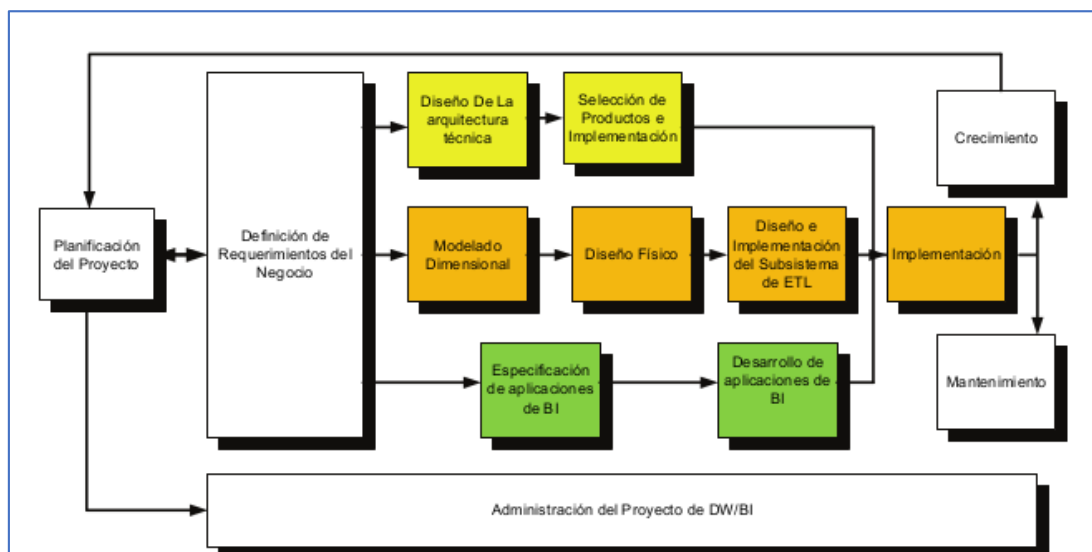 Diseño De La
arquitectura
técnica
Selección de
Productos e
Implementación
Crecimiento
Planificación
del Proyecto
Definición de
Requerimientos del
Negocio
Modelado
Dimensional
Diseño Físico
Diseño e
Implementación
del Subsistema
de ETL
Implementación
Especificación
de aplicaciones
de BI
Desarrollo de
aplicaciones de
BI
Mantenimiento
Administración del Proyecto de DW/BI